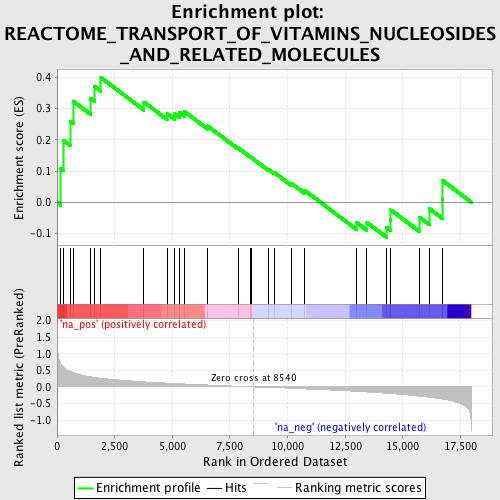 Enrichment plot:
REACTOME_TRANSPORT_OF_VITAMINS_NUCLEOSIDES
_AND_RELATED_MOLECULES
Enrichment score (ES)
0.4
0.3
0.2
0.1
0.0
-0.1
'na_pos' (positively correlated)
Ranked list metric (PreRanked)
2.0
1.5
1.0
0.5
0.0
-0.5
-1.0
Zero cross at 8540
'na_neg' (negatively correlated)
0
2,500
5,000
7,500
10,000
12,500
15,000
17,500
Rank in Ordered Dataset
Enrichment profile
Hits
Ranking metric scores